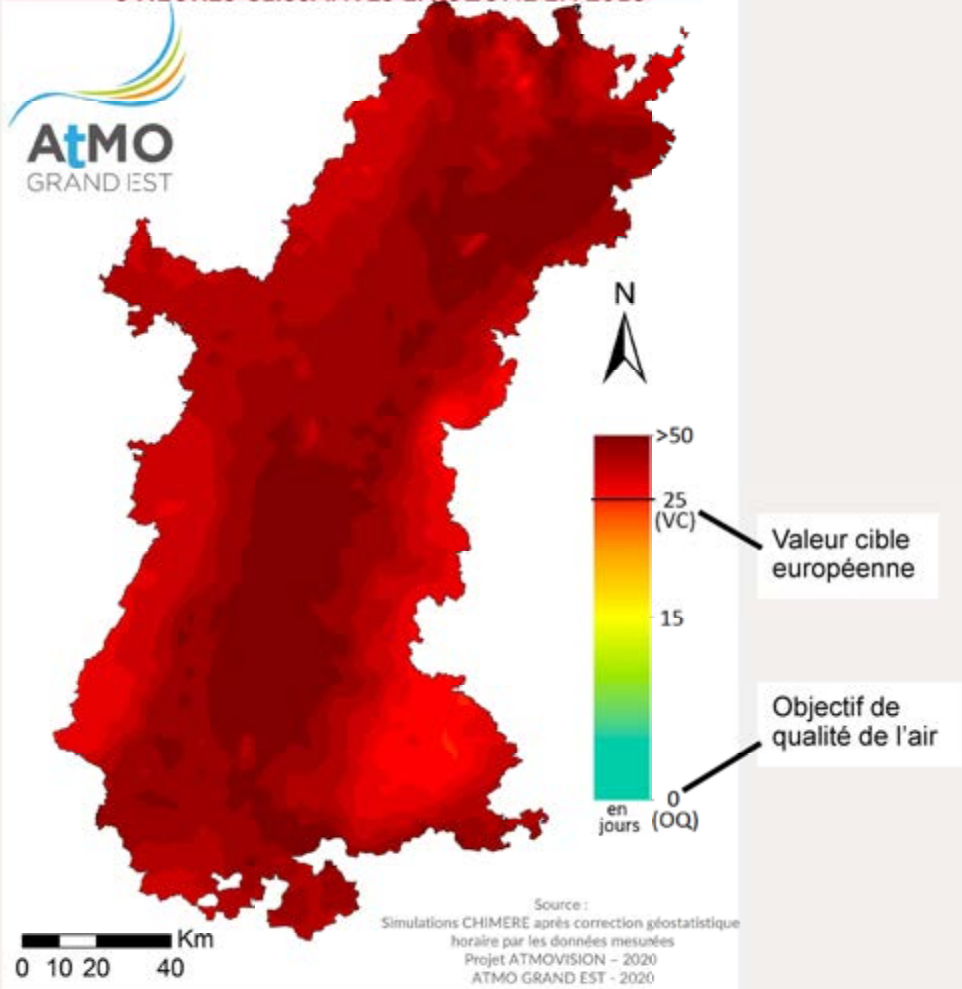 AtMO
GRAND EST
N
>50
25
(VC)
15
0
(OQ)
en
jours
Valeur cible
européenne
Objectif de
qualité de l'air
Km
0 10 20 40
Source :
Simulations CHIMERE après correction géostatistique
horaire par les données mesurées
Projet ATMOVISION – 2020
ATMO GRAND EST - 2020